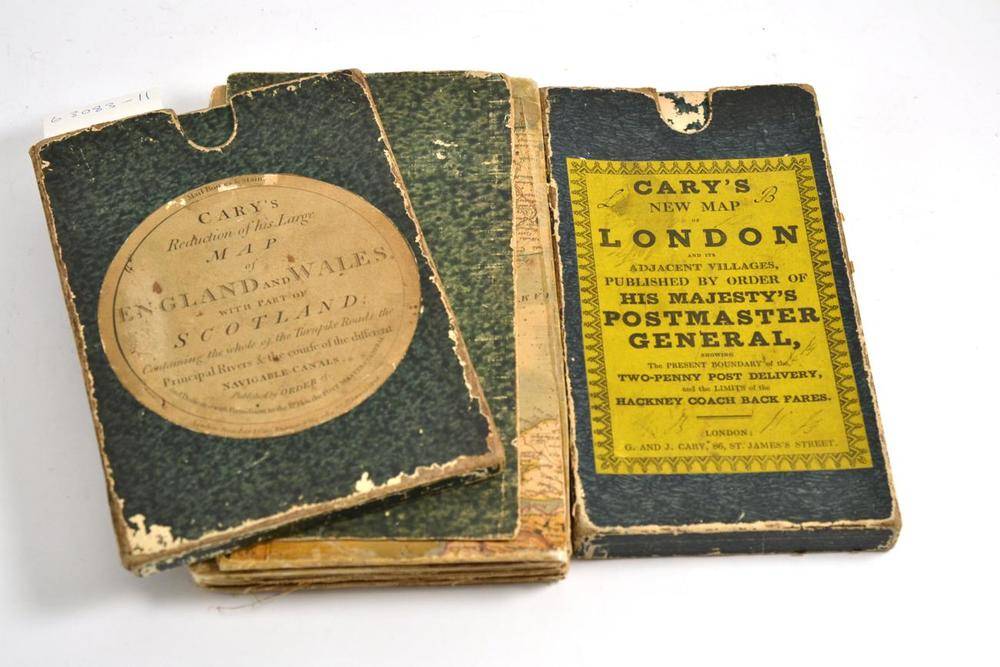 6 3083-11
CARY'S
Reduction of his Large
MAP
of
ENGLAND AND WALES,
WITH PART OF
SCOTLAND;
Containing the whole of the Turnpike Roads, the
Principal Rivers & the course of the different
NAVIGABLE CANALS,
Published by ORDER of
L B
CARY'S
NEW MAP
OF
LONDON
AND ITS
ADJACENT VILLAGES,
PUBLISHED BY ORDER OF
HIS MAJESTY'S
POSTMASTER
GENERAL,
SHOWING
The PRESENT BOUNDARY of the
TWO-PENNY POST DELIVERY,
and the LIMITS of the
HACKNEY COACH BACK FARES.
LONDON:
G. AND J. CARY, 86, ST. JAMES'S STREET.